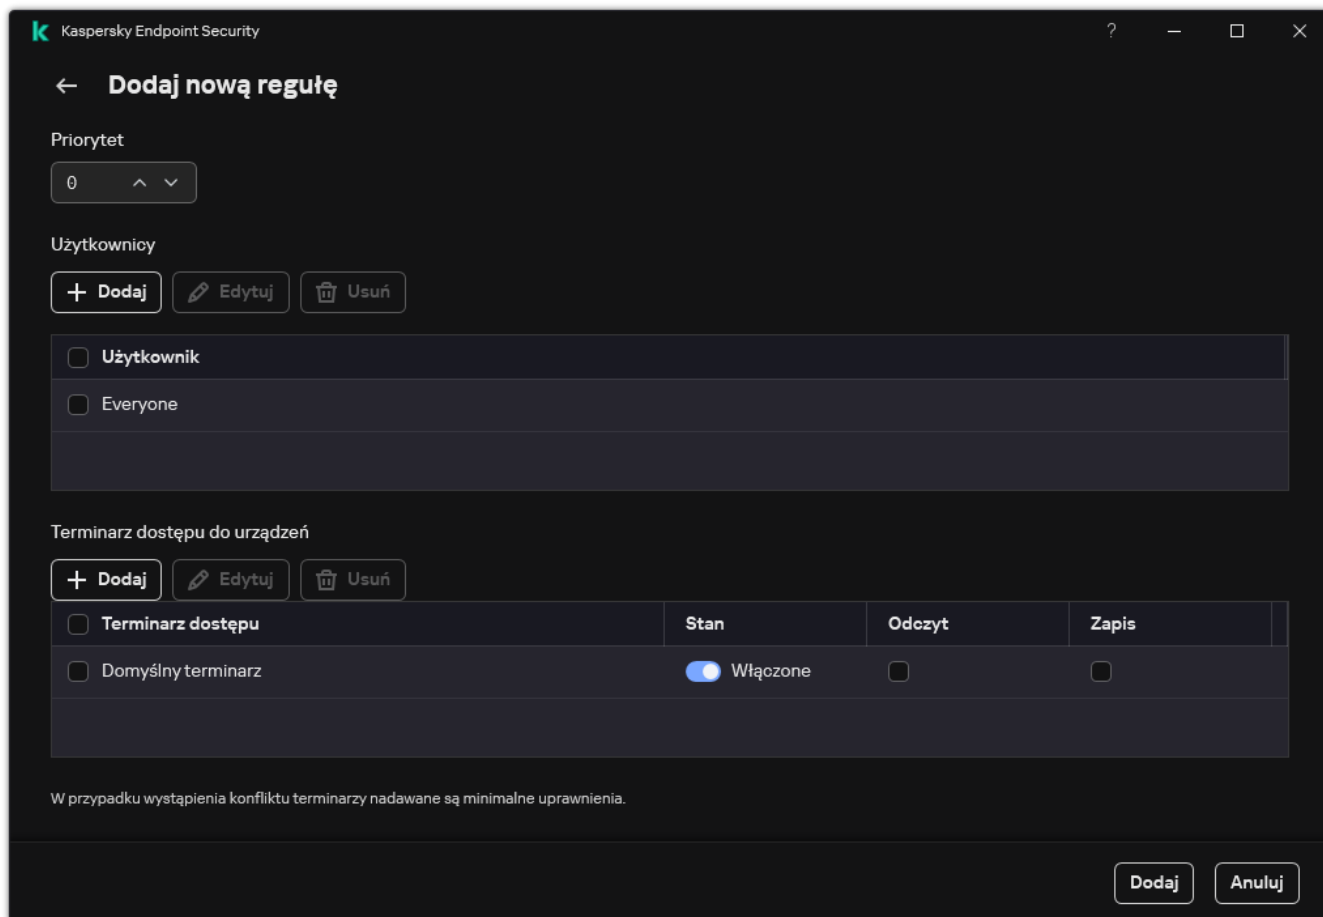 Kaspersky Endpoint Security ?
Dodaj nową regułę
Priorytet
0
Użytkownicy
Dodaj Edytuj Usuń
Użytkownik
Everyone
Terminarz dostępu do urządzeń
Dodaj Edytuj Usuń
Terminarz dostępu Stan Odczyt Zapis
Domyślny terminarz Włączone
W przypadku wystąpienia konfliktu terminarzy nadawane są minimalne uprawnienia.
Dodaj Anuluj